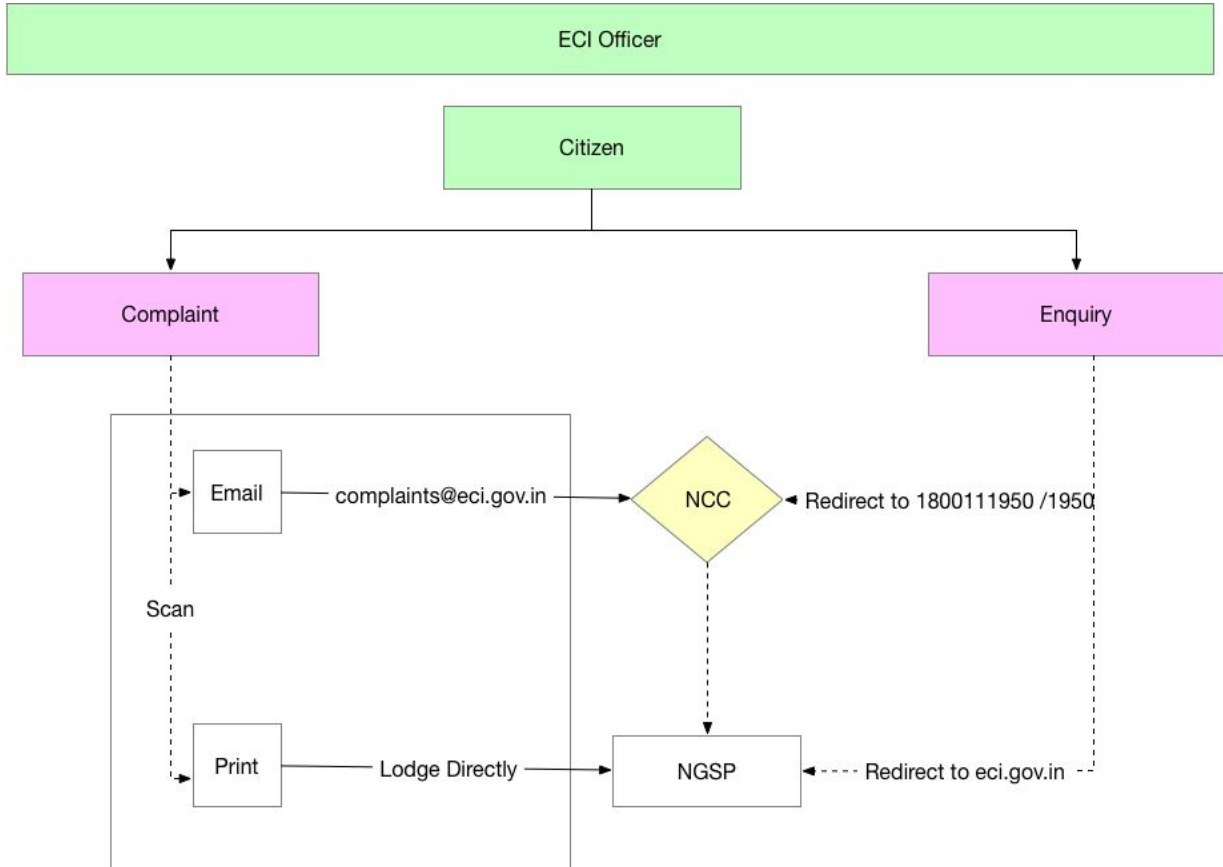 ECI Officer
Citizen
Complaint
Enquiry
Email
complaints@eci.gov.in
NCC
Redirect to 1800111950 /1950
Scan
Print
Lodge Directly
NGSP
Redirect to eci.gov.in